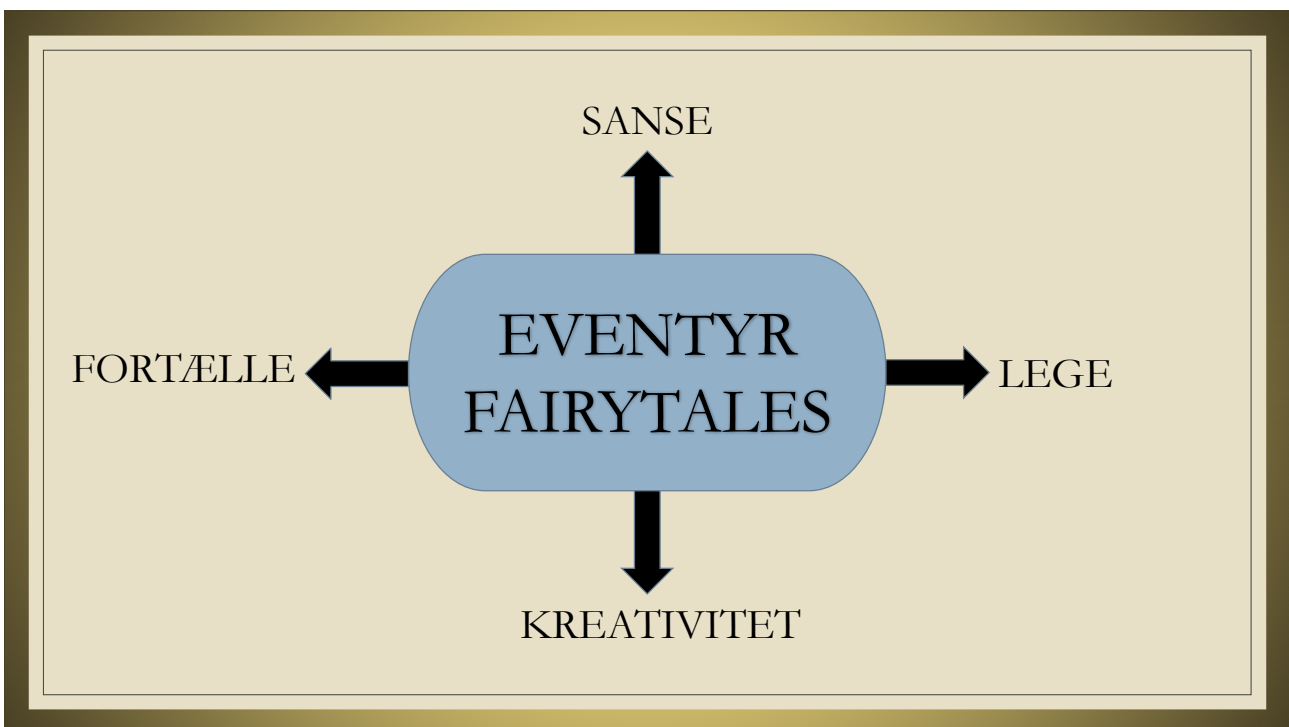 SANSE
EVENTYR
FAIRYTALES
FORTÆLLE
LEGE
KREATIVITET